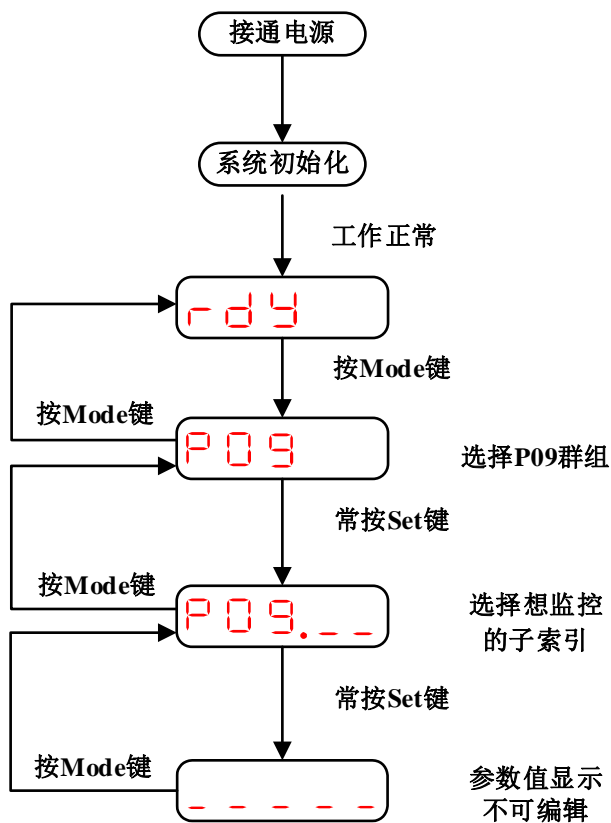 接通电源
系统初始化
工作正常
rdy
按Mode键
按Mode键
P09
选择P09群组
常按Set键
按Mode键
P09.__
选择想监控
的子索引
常按Set键
按Mode键
_____
参数值显示
不可编辑